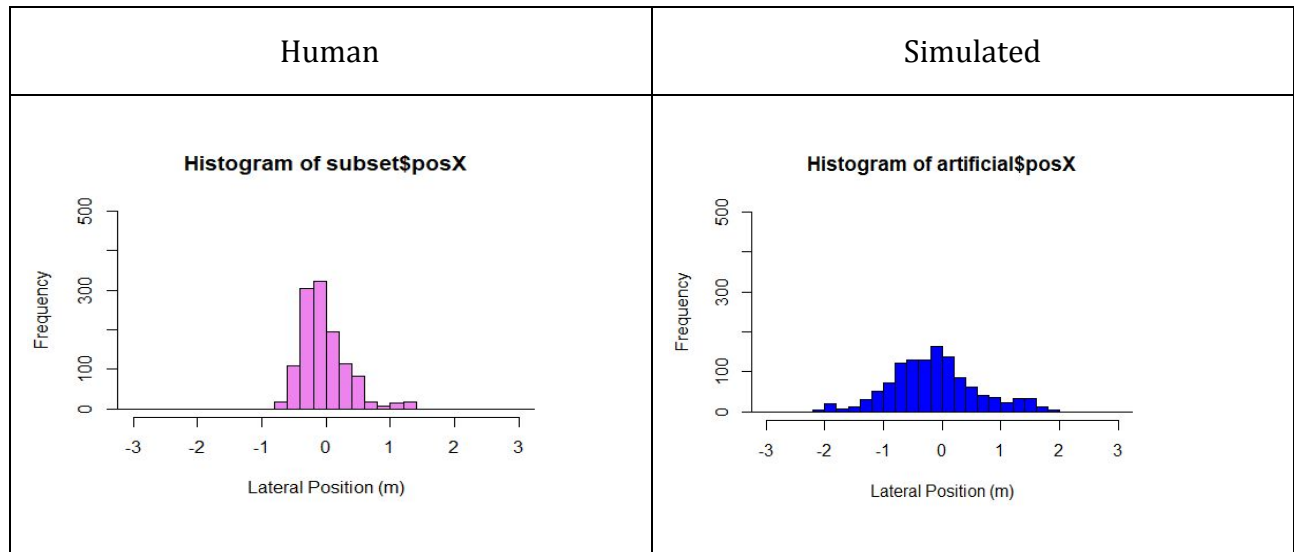 Human
Simulated
Histogram of subset$posX
500
300
100
0
Frequency
-3 -2 -1 0 1 2 3
Lateral Position (m)
Histogram of artificial$posX
500
300
100
0
Frequency
-3 -2 -1 0 1 2 3
Lateral Position (m)